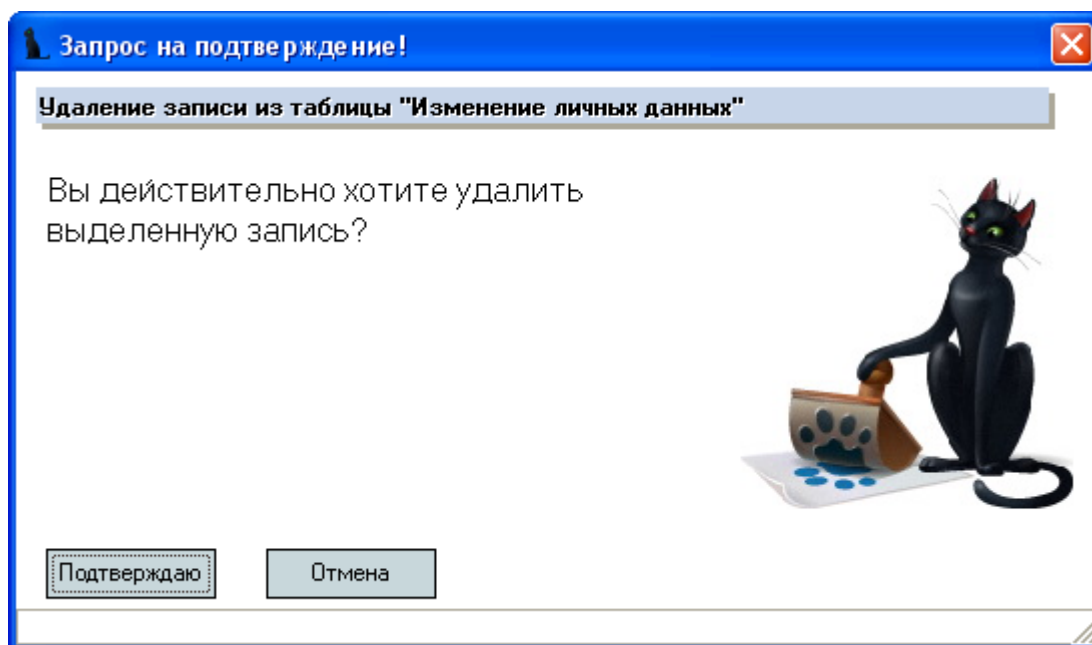 Запрос на подтверждение!
Удаление записи из таблицы "Изменение личных данных"
Вы действительно хотите удалить
выделенную запись?
Подтверждаю
Отмена